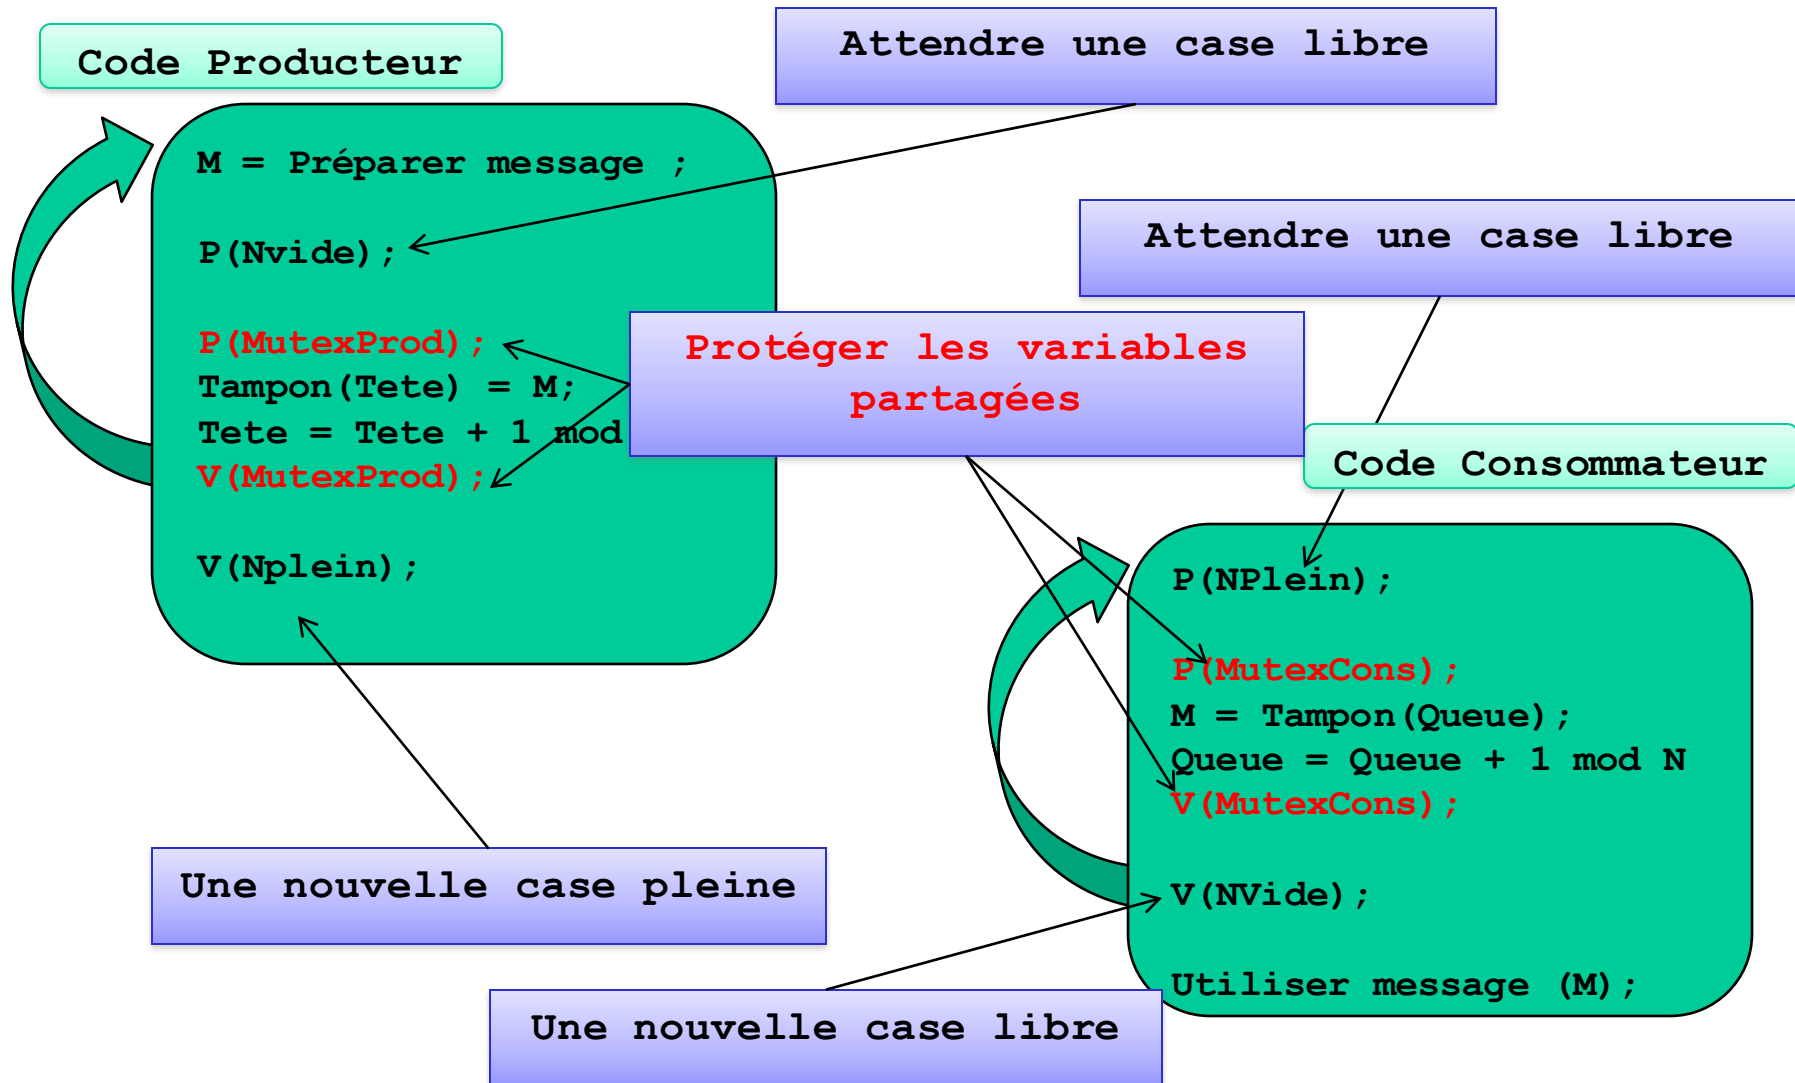 Code Producteur
Attendre une case libre
M = Préparer message ;
P(Nvide);
Attendre une case libre
P(MutexProd);
Tampon(Tete) = M;
Tete = Tete + 1 mod
V(MutexProd);
Protéger les variables
partagées
V(Nplein);
Code Consommateur
P(NPlein);
P(MutexCons);
M = Tampon(Queue);
Queue = Queue + 1 mod N
V(MutexCons);
V(NVide);
Utiliser message (M);
Une nouvelle case pleine
Une nouvelle case libre